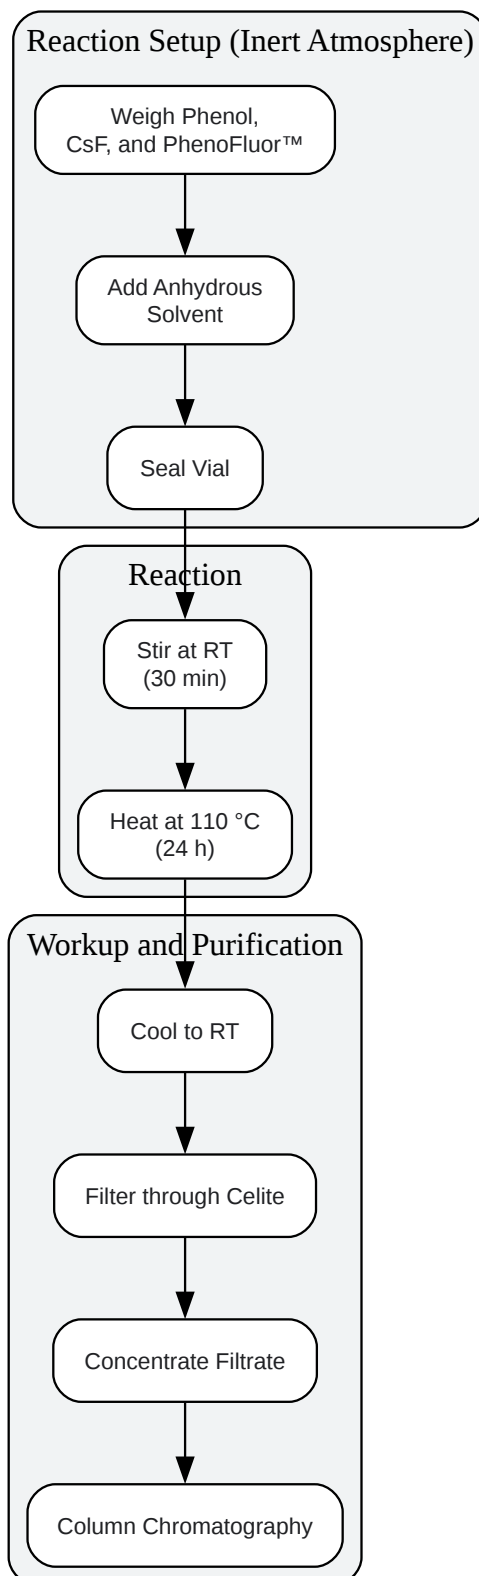 Reaction Setup (Inert Atmosphere)
Weigh Phenol,
CsF, and PhenoFluor™
Add Anhydrous
Solvent
Seal Vial
Reaction
Stir at RT
(30 min)
Heat at 110 °C
(24 h)
Workup and Purification
Cool to RT
Filter through Celite
Concentrate Filtrate
Column Chromatography